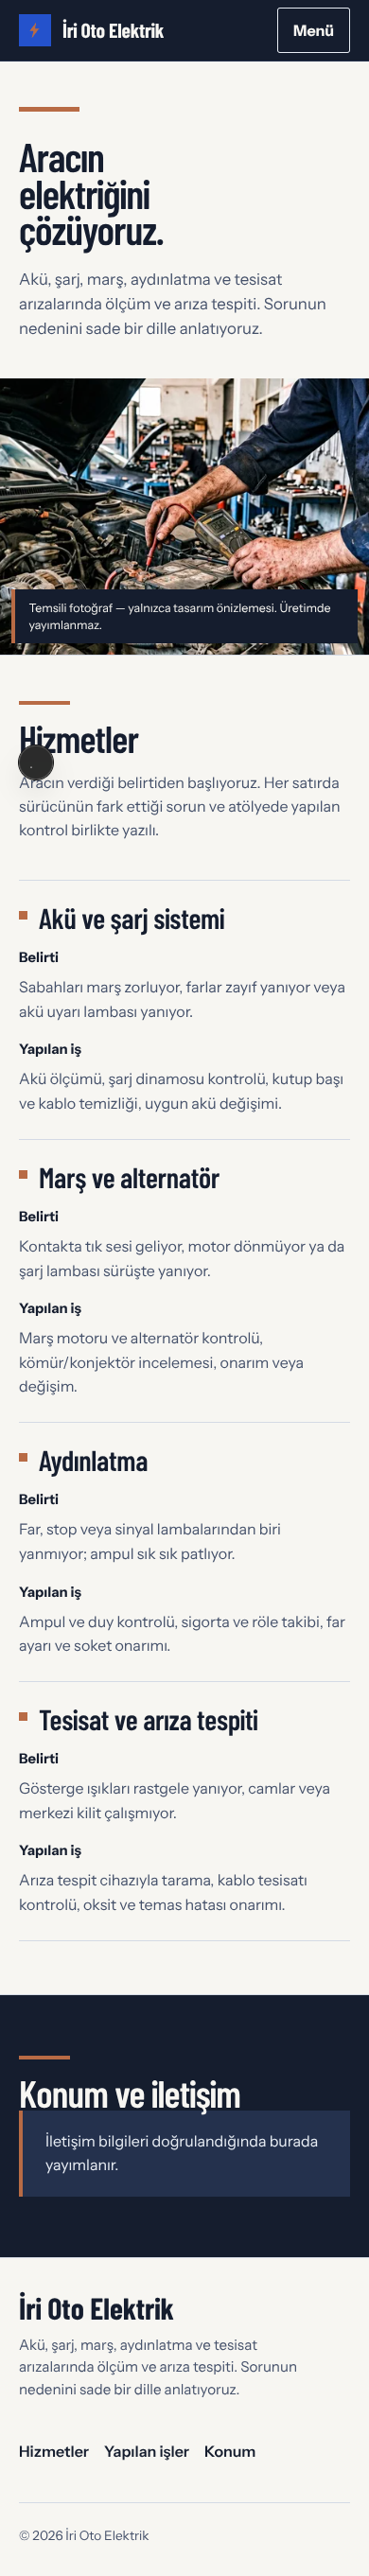 İri Oto Elektrik
Menü
Aracın
elektriğini
çözüyoruz.
Akü, şarj, marş, aydınlatma ve tesisat
arızalarında ölçüm ve arıza tespiti. Sorunun
nedenini sade bir dille anlatıyoruz.
Temsili fotoğraf — yalnızca tasarım önizlemesi. Üretimde
yayımlanmaz.
Hizmetler
Aracın verdiği belirtiden başlıyoruz. Her satırda
sürücünün fark ettiği sorun ve atölyede yapılan
kontrol birlikte yazılı.
Akü ve şarj sistemi
Belirti
Sabahları marş zorluyor, farlar zayıf yanıyor veya
akü uyarı lambası yanıyor.
Yapılan iş
Akü ölçümü, şarj dinamosu kontrolü, kutup başı
ve kablo temizliği, uygun akü değişimi.
Marş ve alternatör
Belirti
Kontakta tık sesi geliyor, motor dönmüyor ya da
şarj lambası sürüşte yanıyor.
Yapılan iş
Marş motoru ve alternatör kontrolü,
kömür/konjektör incelemesi, onarım veya
değişim.
Aydınlatma
Belirti
Far, stop veya sinyal lambalarından biri
yanmıyor; ampul sık sık patlıyor.
Yapılan iş
Ampul ve duy kontrolü, sigorta ve röle takibi, far
ayarı ve soket onarımı.
Tesisat ve arıza tespiti
Belirti
Gösterge ışıkları rastgele yanıyor, camlar veya
merkezi kilit çalışmıyor.
Yapılan iş
Arıza tespit cihazıyla tarama, kablo tesisatı
kontrolü, oksit ve temas hatası onarımı.
Konum ve iletişim
İletişim bilgileri doğrulandığında burada
yayımlanır.
İri Oto Elektrik
Akü, şarj, marş, aydınlatma ve tesisat
arızalarında ölçüm ve arıza tespiti. Sorunun
nedenini sade bir dille anlatıyoruz.
Hizmetler Yapılan işler Konum
© 2026 İri Oto Elektrik